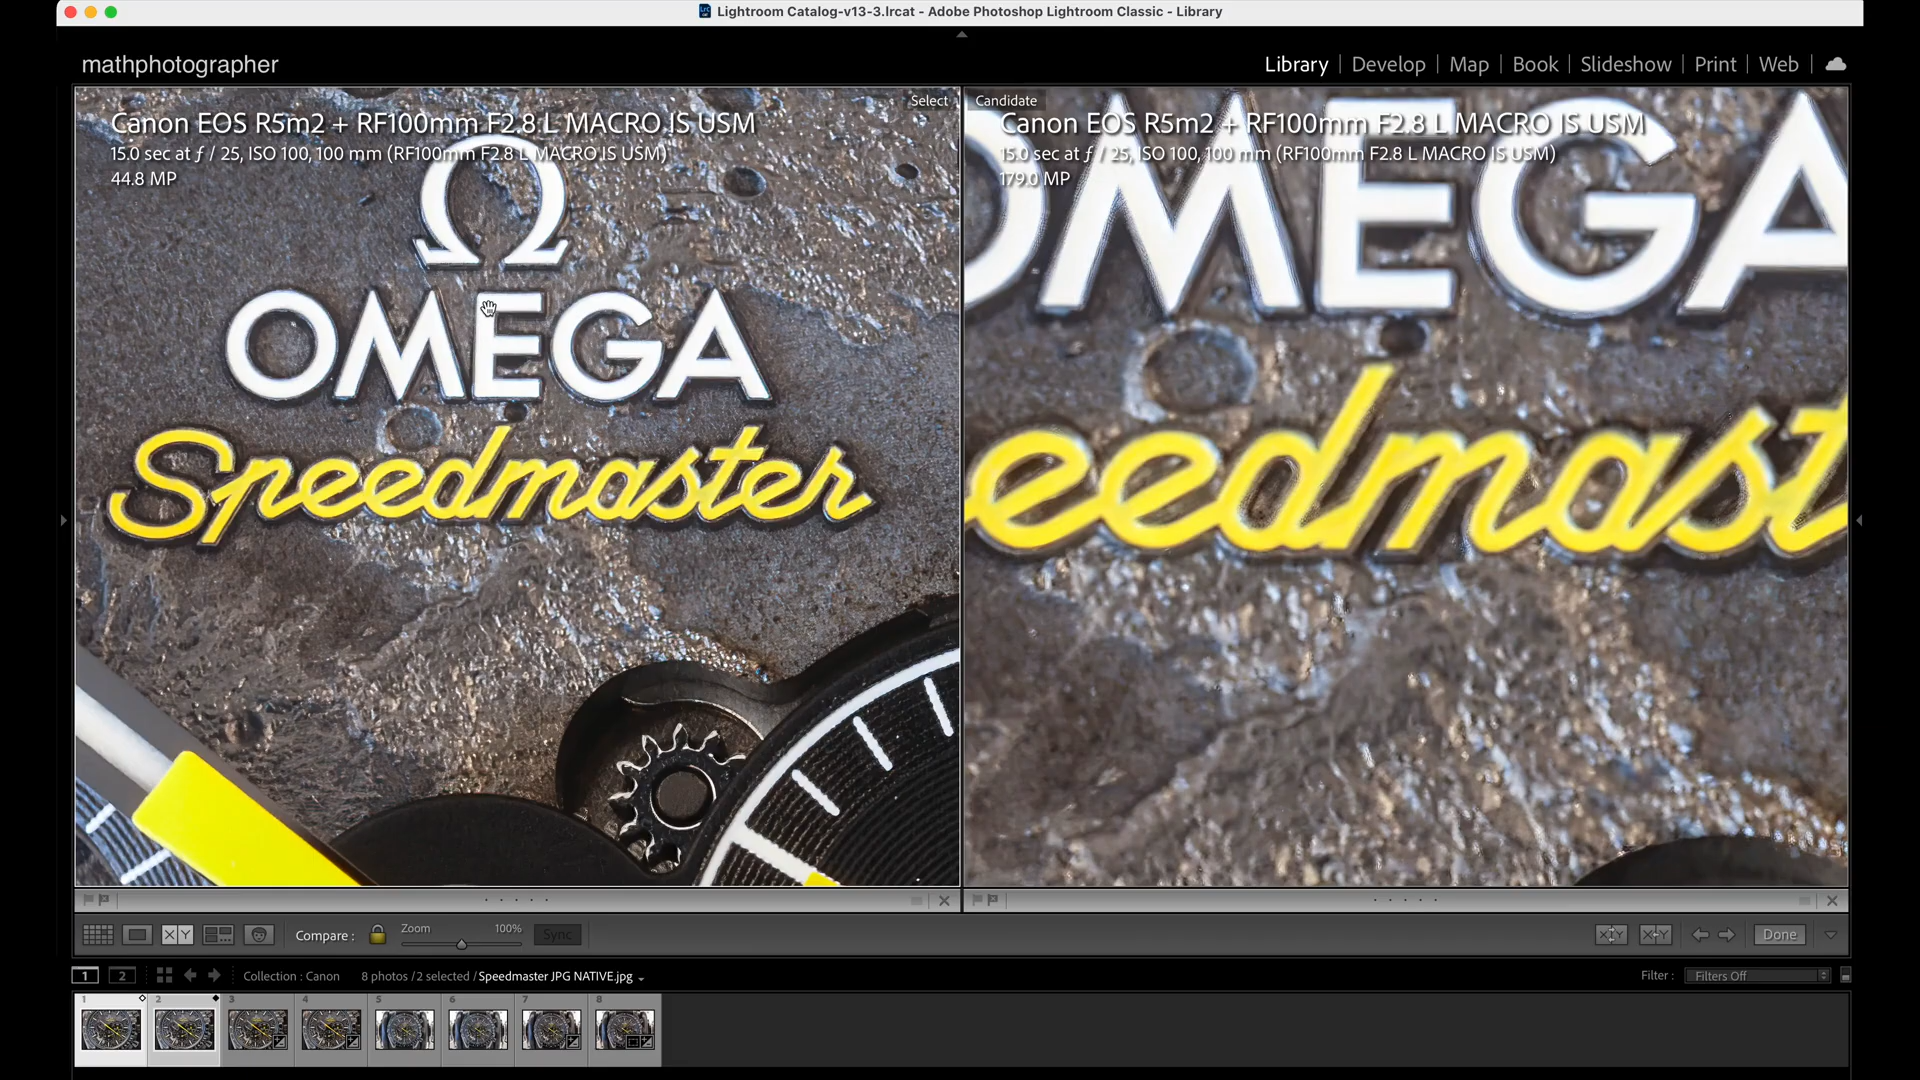 Lightroom Catalog-v13-3.lrcat - Adobe Photoshop Lightroom Classic - Library
mathphotographer
Library | Develop | Map | Book | Slideshow | Print | Web
Select
Canon EOS R5m2 + RF100mm F2.8 L MACRO IS USM
15.0 sec at ƒ / 25, ISO 100, 100 mm (RF100mm F2.8 L MACRO IS USM)
44.8 MP
Ω
OMEGA
Speedmaster
Candidate
Canon EOS R5m2 + RF100mm F2.8 L MACRO IS USM
15.0 sec at ƒ / 25, ISO 100, 100 mm (RF100mm F2.8 L MACRO IS USM)
179.0 MP
OMEGA
eedmast
X|Y
Compare :
Zoom 100%
Sync
Done
1 2
Collection : Canon
8 photos / 2 selected / Speedmaster JPG NATIVE.jpg
Filter :
Filters Off
1 2 3 4 5 6 7 8